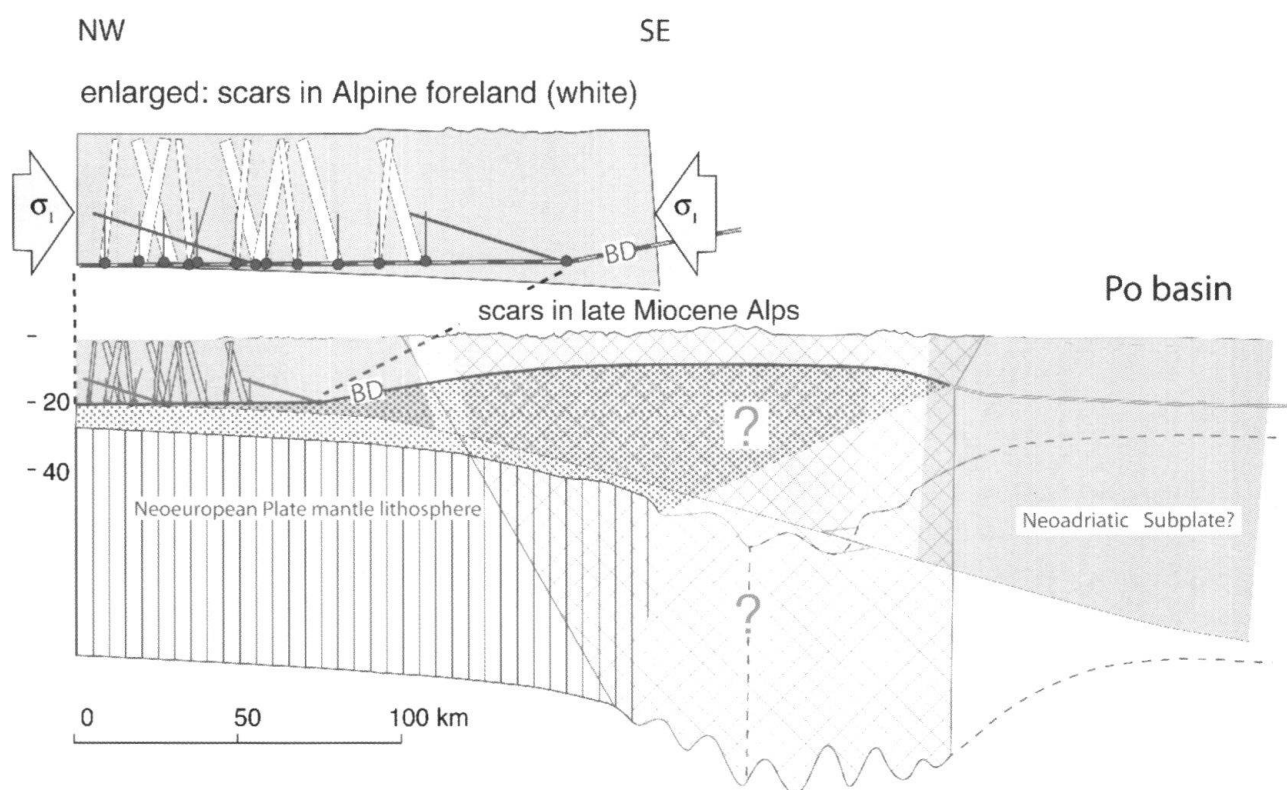 NW SE
enlarged: scars in Alpine foreland (white)
σ₁ σ₁
BD
Po basin
scars in late Miocene Alps
–
BD
– 20
?
– 40
Neoeuropean Plate mantle lithosphere
Neoadriatic Subplate?
?
0 50 100 km